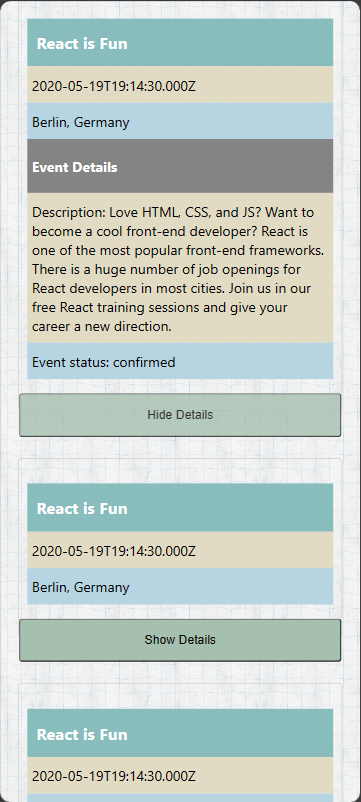 React is Fun
2020-05-19T19:14:30.000Z
Berlin, Germany
Event Details
Description: Love HTML, CSS, and JS? Want to
become a cool front-end developer? React is
one of the most popular front-end frameworks.
There is a huge number of job openings for
React developers in most cities. Join us in our
free React training sessions and give your
career a new direction.
Event status: confirmed
Hide Details
React is Fun
2020-05-19T19:14:30.000Z
Berlin, Germany
Show Details
React is Fun
2020-05-19T19:14:30.000Z